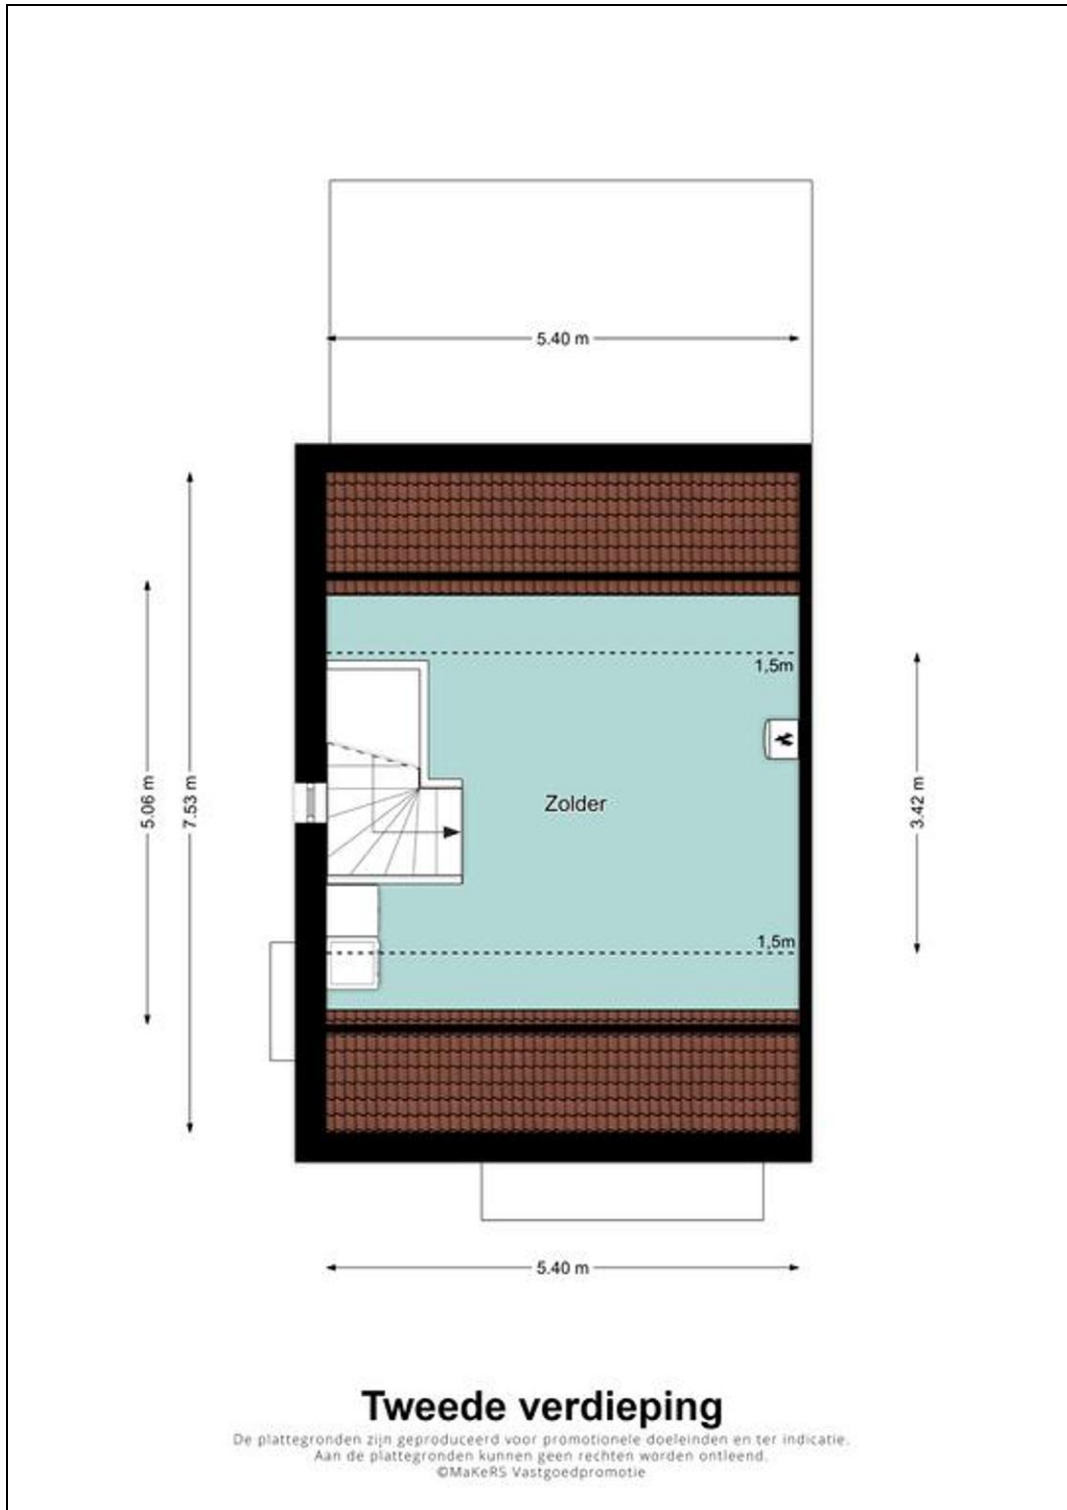 5.40 m
1,5m
5.06 m
7.53 m
Zolder
3.42 m
1,5m
5.40 m
Tweede verdieping
De plattegronden zijn geproduceerd voor promotionele doeleinden en ter indicatie.
Aan de plattegronden kunnen geen rechten worden ontleend.
©MaKeRS Vastgoedpromotie